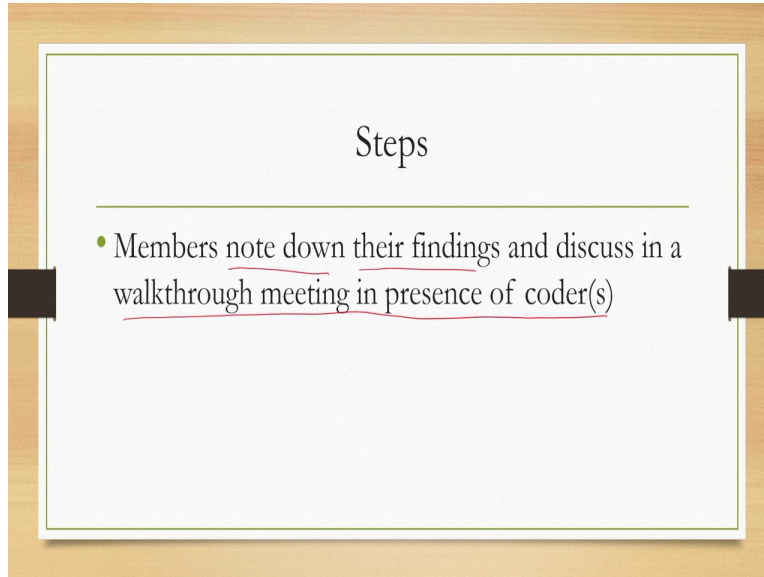 Steps
• Members note down their findings and discuss in a
walkthrough meeting in presence of coder(s)